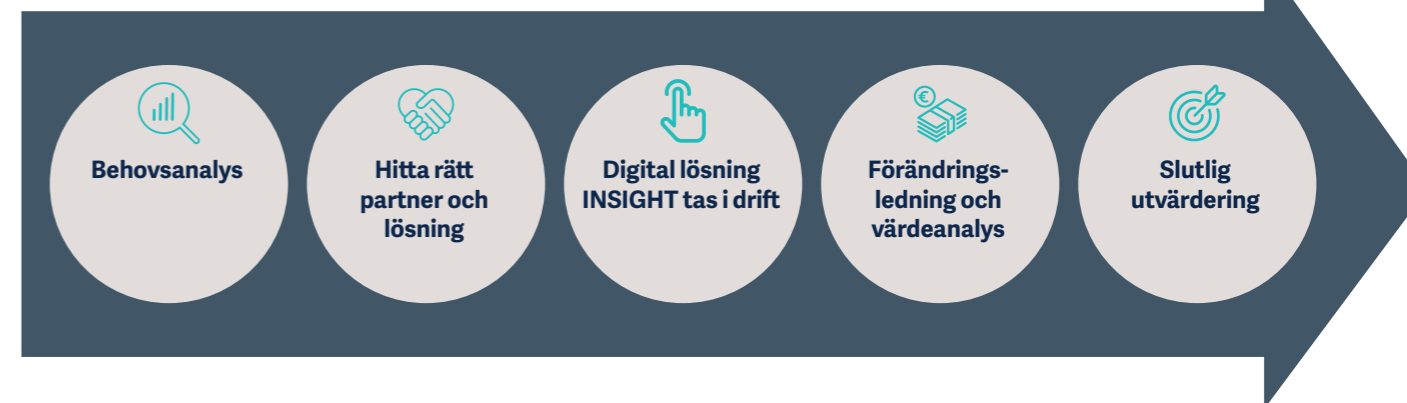 Behovsanalys
Hitta rätt
partner och
lösning
Digital lösning
INSIGHT tas i drift
€
Förändrings-
ledning och
värdeanalys
Slutlig
utvärdering